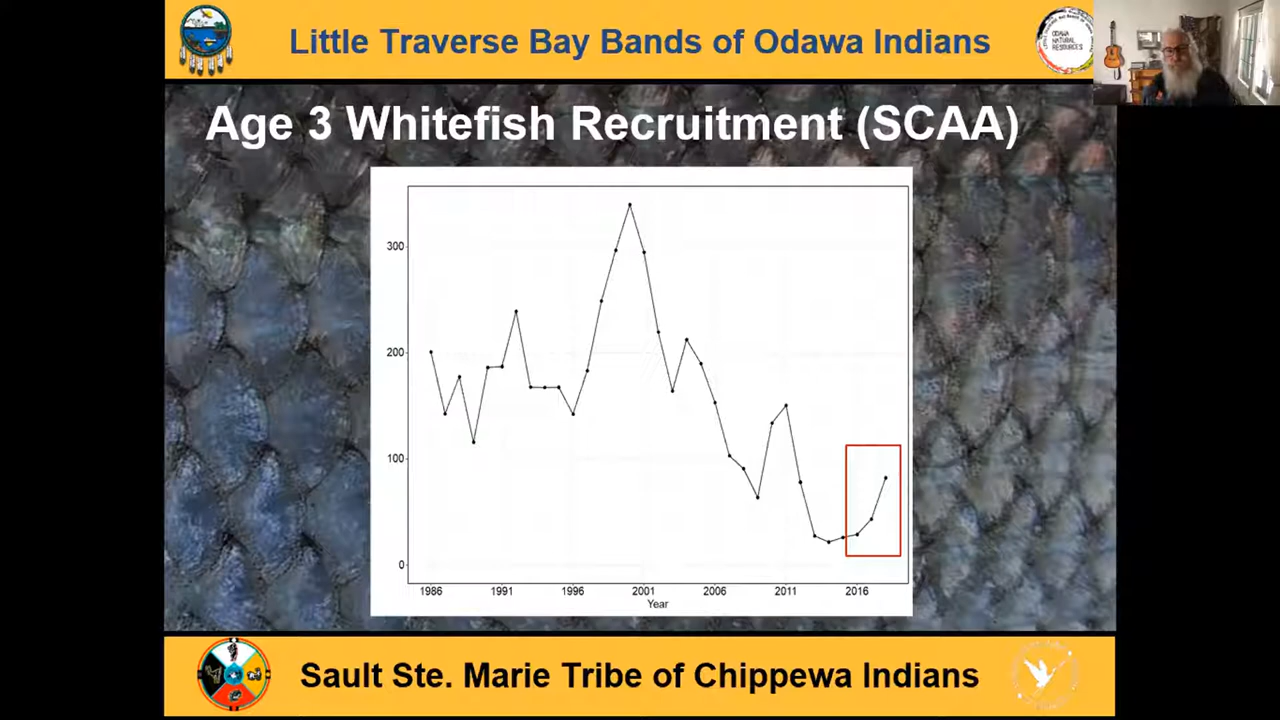 Little Traverse Bay Bands of Odawa Indians
ODAWA
NATURAL
RESOURCES
Age 3 Whitefish Recruitment (SCAA)
300
200
100
0
1986
1991
1996
2001
2006
2011
2016
Year
Sault Ste. Marie Tribe of Chippewa Indians